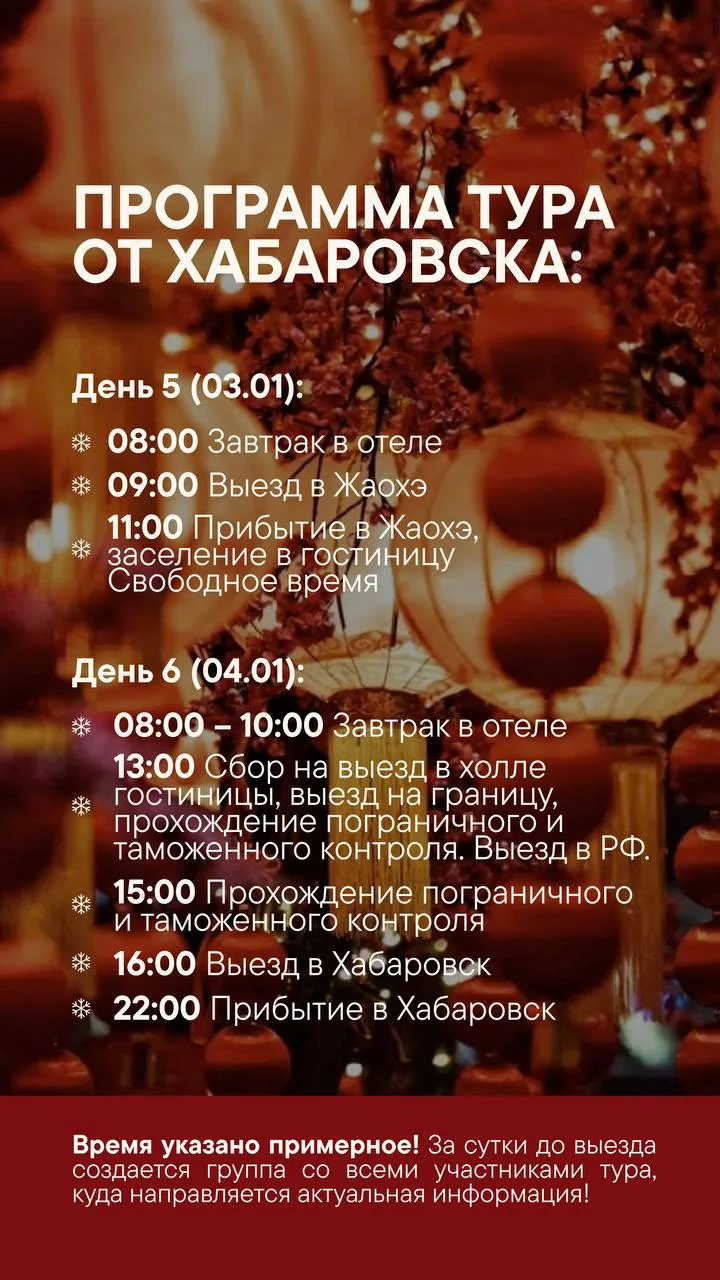 ПРОГРАММА ТУРА
ОТ ХАБАРОВСКА:
День 5 (03.01):
08:00 Завтрак в отеле
09:00 Выезд в Жаохэ
11:00 Прибытие в Жаохэ,
заселение в гостиницу
Свободное время
День 6 (04.01):
08:00 – 10:00 Завтрак в отеле
13:00 Сбор на выезд в холле
гостиницы, выезд на границу,
прохождение пограничного и
таможенного контроля. Выезд в РФ.
15:00 Прохождение пограничного
и таможенного контроля
16:00 Выезд в Хабаровск
22:00 Прибытие в Хабаровск
Время указано примерное! За сутки до выезда
создается группа со всеми участниками тура,
куда направляется актуальная информация!